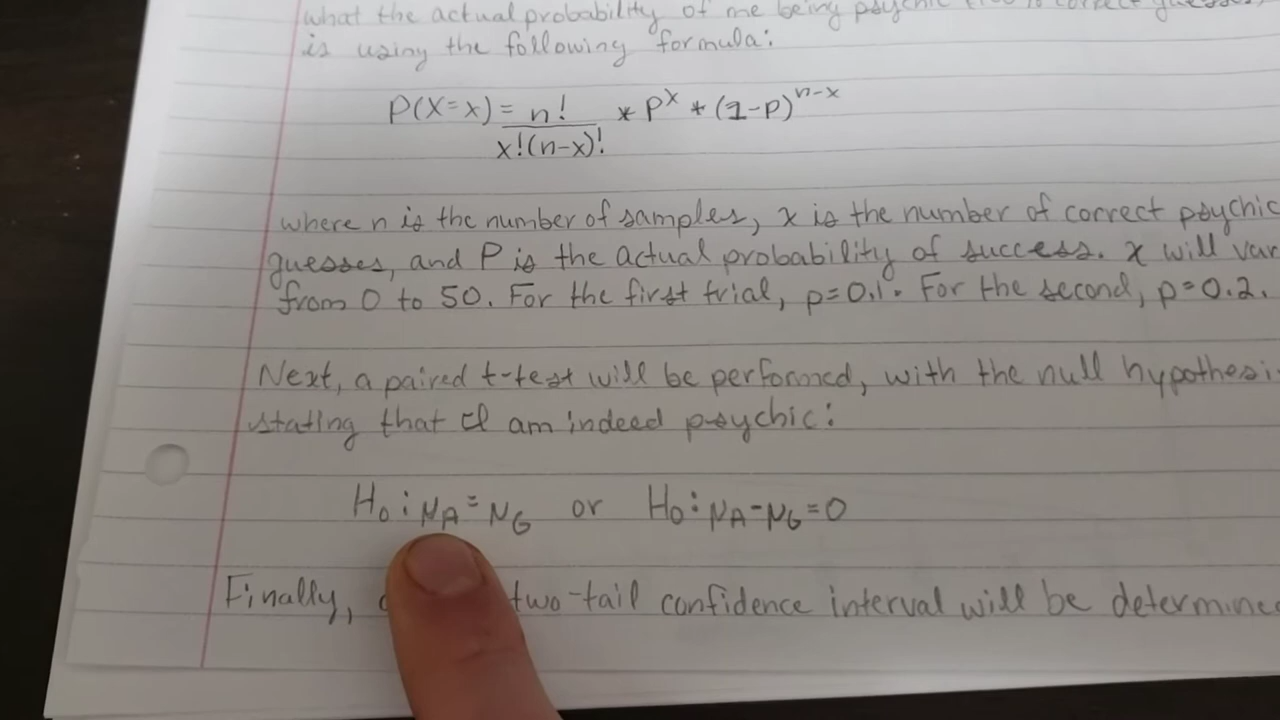 what the actual probability of me being psychic
is using the following formula:
P(X=x) = n! * P^x * (1-P)^n-x
x!(n-x)!
where n is the number of samples, x is the number of correct psychic
guesses, and P is the actual probability of success. x will var
from 0 to 50. For the first trial, p=0.1. For the second, p=0.2.
Next, a paired t-test will be performed, with the null hypothesi
stating that I am indeed psychic:
H0: μA = μG or H0: μA-μG=0
Finally, two-tail confidence interval will be determine